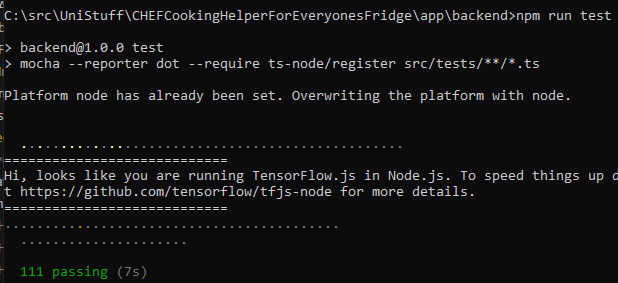 C:\src\UniStuff\CHEFCookingHelperForEveryonesFridge\app\backend>npm run test
> backend@1.0.0 test
> mocha --reporter dot --require ts-node/register src/tests/**/*.ts
Platform node has already been set. Overwriting the platform with node.
............................................... 
============================
Hi, looks like you are running TensorFlow.js in Node.js. To speed things up d
t https://github.com/tensorflow/tfjs-node for more details.
============================
..........................................
.....................
111 passing (7s)